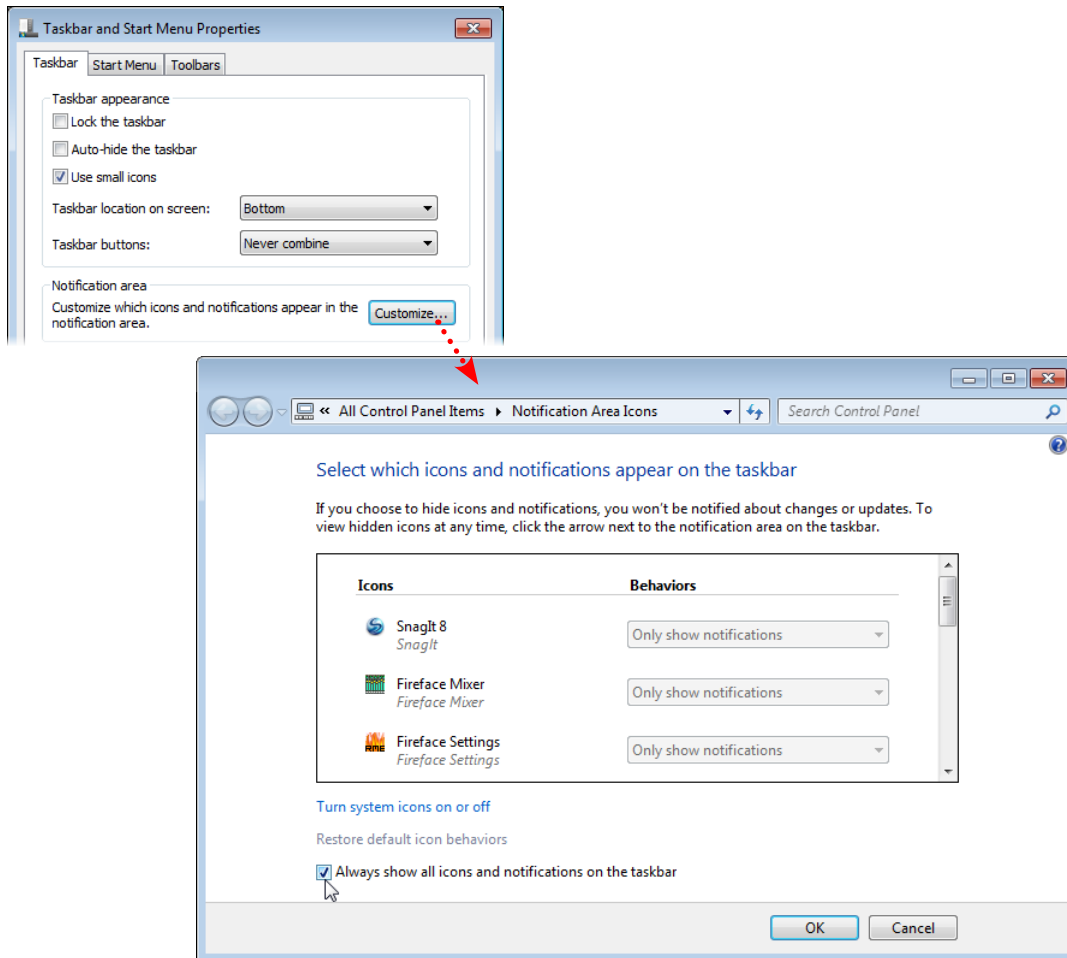 Taskbar and Start Menu Properties
Taskbar
Start Menu
Toolbars
Taskbar appearance
Lock the taskbar
Auto-hide the taskbar
Use small icons
Taskbar location on screen:
Bottom
Taskbar buttons:
Never combine
Notification area
Customize which icons and notifications appear in the
notification area.
Customize...
« All Control Panel Items
Notification Area Icons
Search Control Panel
Select which icons and notifications appear on the taskbar
If you choose to hide icons and notifications, you won't be notified about changes or updates. To
view hidden icons at any time, click the arrow next to the notification area on the taskbar.
Icons
Behaviors
SnagIt 8
SnagIt
Only show notifications
Fireface Mixer
Fireface Mixer
Only show notifications
RME
Fireface Settings
Fireface Settings
Only show notifications
Turn system icons on or off
Restore default icon behaviors
Always show all icons and notifications on the taskbar
OK
Cancel